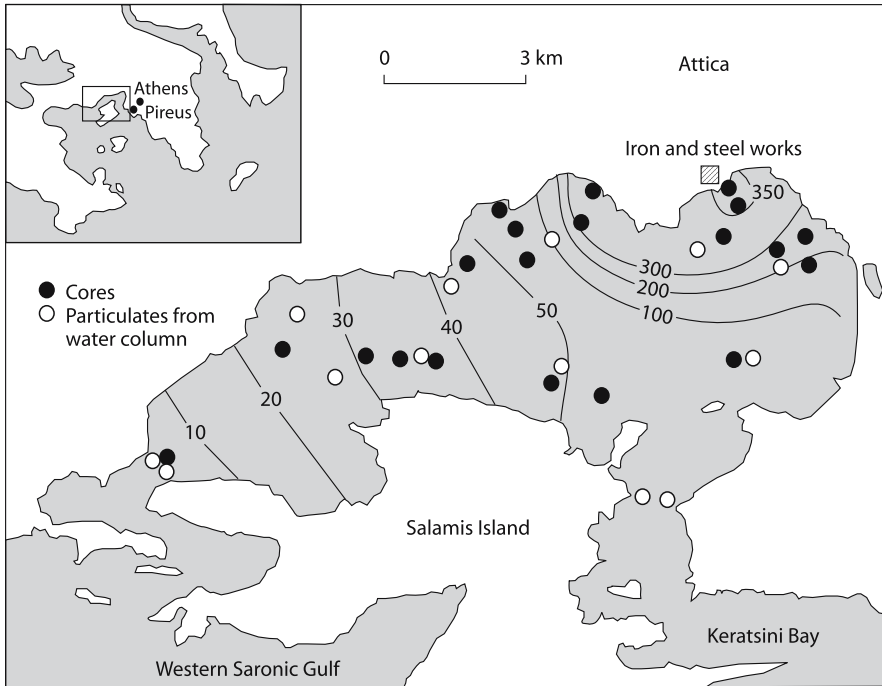 Athens
Pireus
0 3 km
Attica
Iron and steel works
350
300
200
100
50
40
30
20
10
Cores
Particulates from
water column
Salamis Island
Keratsini Bay
Western Saronic Gulf